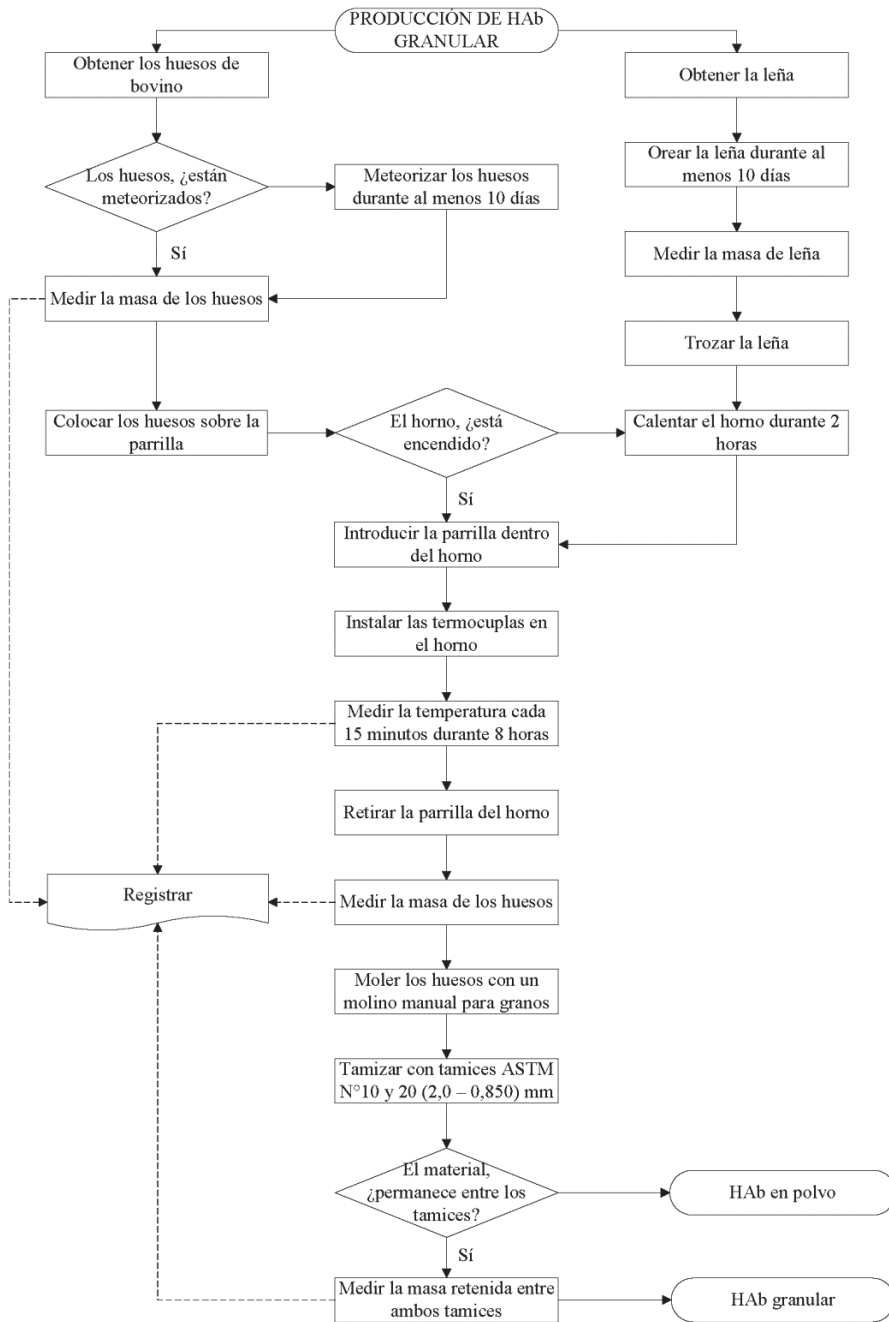 PRODUCCIÓN DE HAb
GRANULAR
Obtener los huesos de
bovino
Obtener la leña
Los huesos, ¿están
meteorizados?
Meteorizar los huesos
durante al menos 10 días
Orear la leña durante al
menos 10 días
Sí
Medir la masa de leña
Medir la masa de los huesos
Trozar la leña
Colocar los huesos sobre la
parrilla
El horno, ¿está
encendido?
Calentar el horno durante 2
horas
Sí
Introducir la parrilla dentro
del horno
Instalar las termocuplas en
el horno
Medir la temperatura cada
15 minutos durante 8 horas
Retirar la parrilla del horno
Registrar
Medir la masa de los huesos
Moler los huesos con un
molino manual para granos
Tamizar con tamices ASTM
N°10 y 20 (2,0 – 0,850) mm
El material,
¿permanece entre los
tamices?
HAb en polvo
Sí
Medir la masa retenida entre
ambos tamices
HAb granular